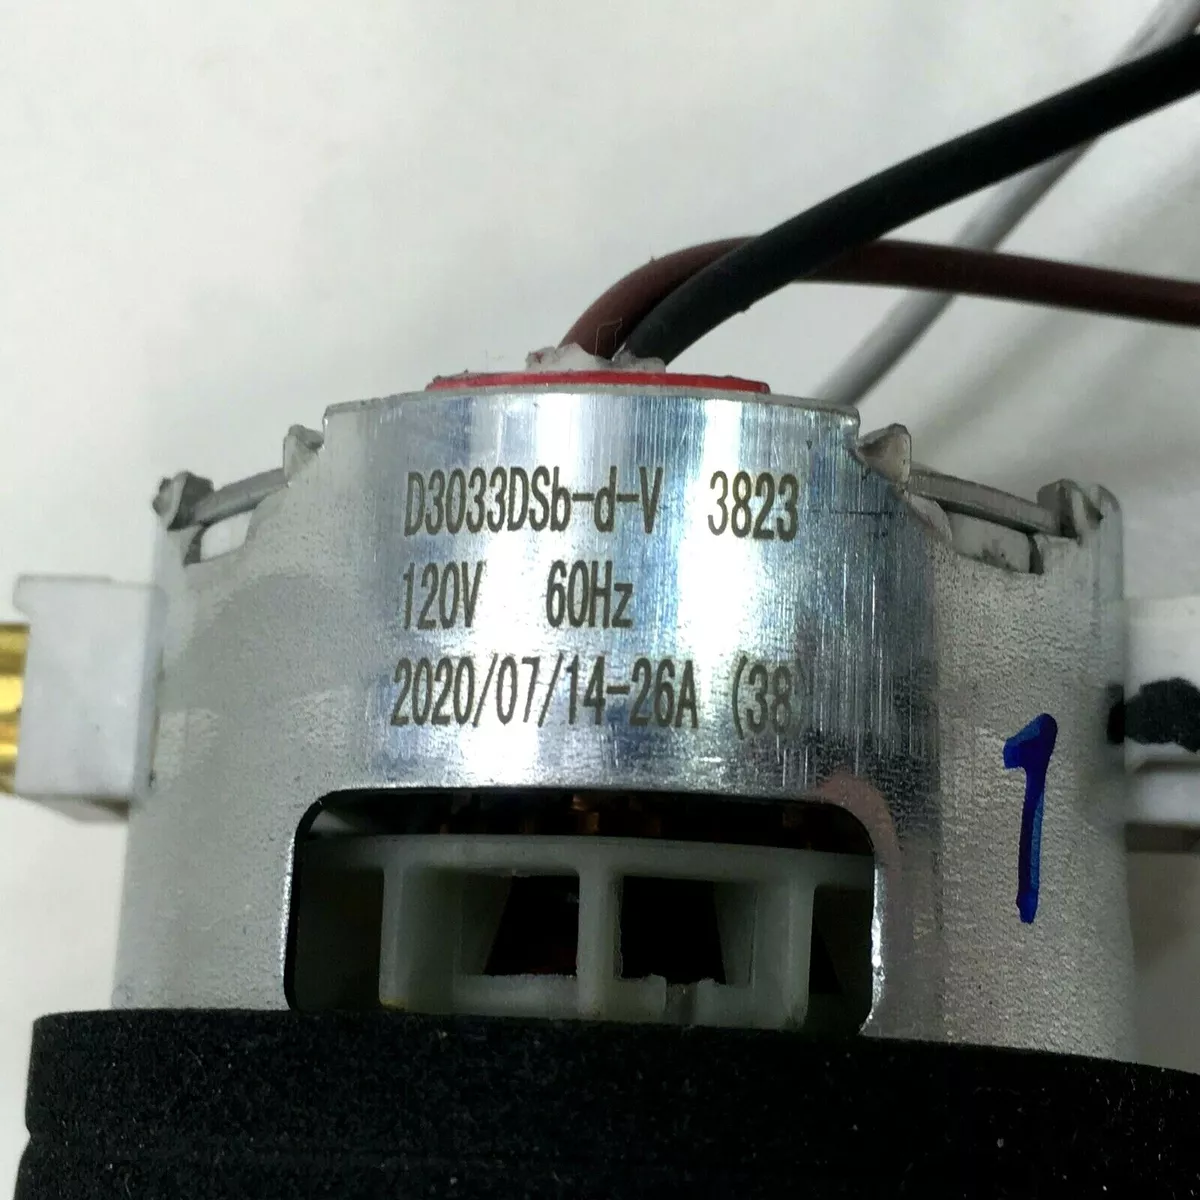 D3033DSb-d-V 3823
120V 60Hz
2020/07/14-26A (38)
1